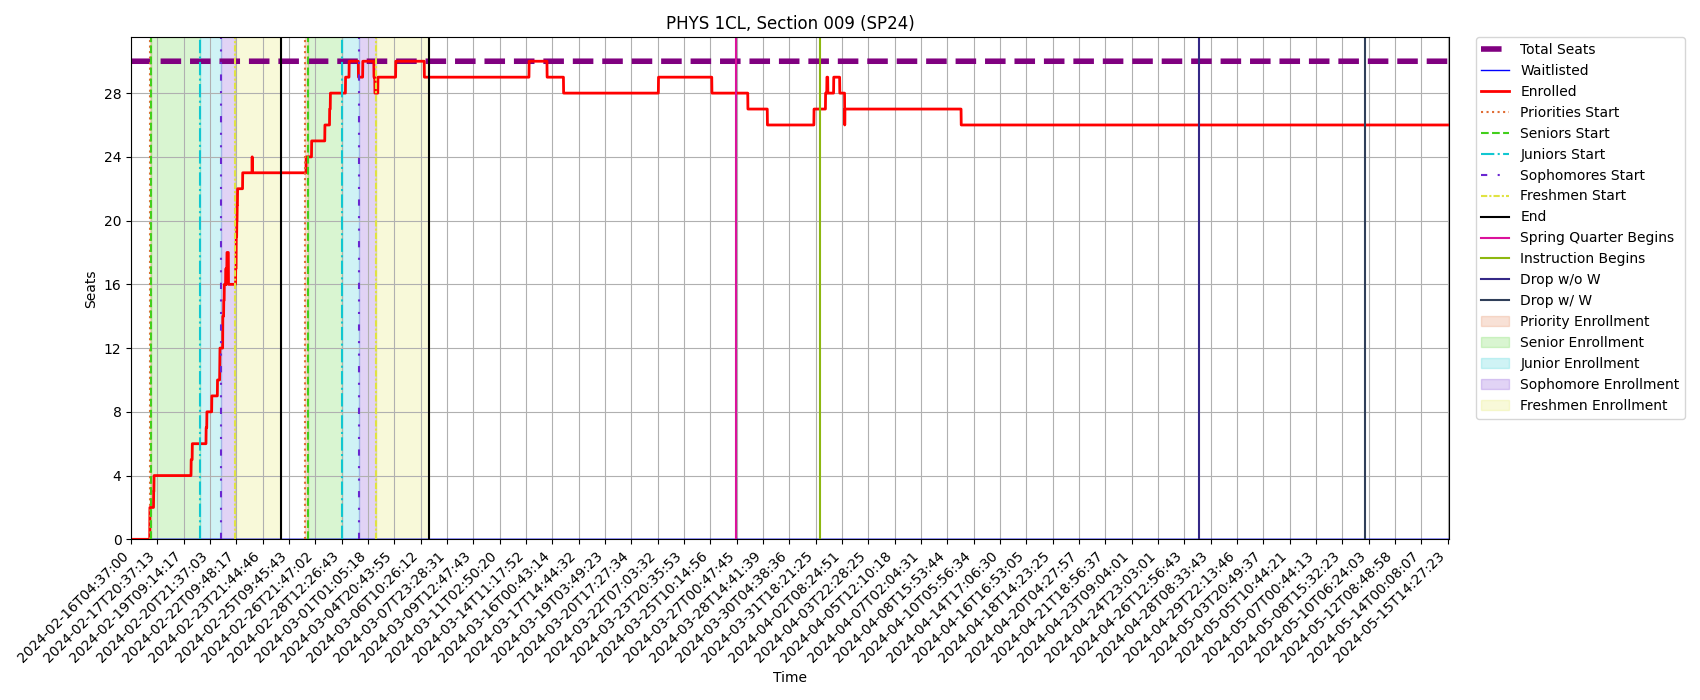 PHYS 1CL, Section 009 (SP24)
Seats
28
24
20
16
12
8
4
0
2024-02-16T04:37:00
2024-02-17T20:37:13
2024-02-19T09:14:17
2024-02-20T21:37:03
2024-02-22T09:48:17
2024-02-23T21:44:46
2024-02-25T09:45:43
2024-02-26T21:47:02
2024-02-28T12:26:43
2024-03-01T01:05:18
2024-03-04T20:43:55
2024-03-06T10:26:12
2024-03-07T23:28:31
2024-03-09T12:47:43
2024-03-11T02:50:20
2024-03-14T11:17:52
2024-03-16T00:43:14
2024-03-17T14:44:32
2024-03-19T03:49:23
2024-03-20T17:27:34
2024-03-22T07:03:32
2024-03-23T20:35:53
2024-03-25T10:14:56
2024-03-27T00:47:45
2024-03-28T14:41:39
2024-03-30T04:38:36
2024-03-31T18:21:25
2024-04-02T08:24:51
2024-04-03T22:28:25
2024-04-05T12:10:18
2024-04-07T02:04:31
2024-04-08T15:53:44
2024-04-10T05:56:34
2024-04-14T17:06:30
2024-04-16T16:53:05
2024-04-18T14:23:25
2024-04-20T04:27:57
2024-04-21T18:56:37
2024-04-23T09:04:01
2024-04-24T23:03:01
2024-04-26T12:56:43
2024-04-28T08:33:43
2024-04-29T22:13:46
2024-05-03T20:49:37
2024-05-05T10:44:21
2024-05-07T00:44:13
2024-05-08T15:32:23
2024-05-10T06:24:03
2024-05-12T08:48:58
2024-05-14T00:08:07
2024-05-15T14:27:23
Time
Total Seats
Waitlisted
Enrolled
Priorities Start
Seniors Start
Juniors Start
Sophomores Start
Freshmen Start
End
Spring Quarter Begins
Instruction Begins
Drop w/o W
Drop w/ W
Priority Enrollment
Senior Enrollment
Junior Enrollment
Sophomore Enrollment
Freshmen Enrollment